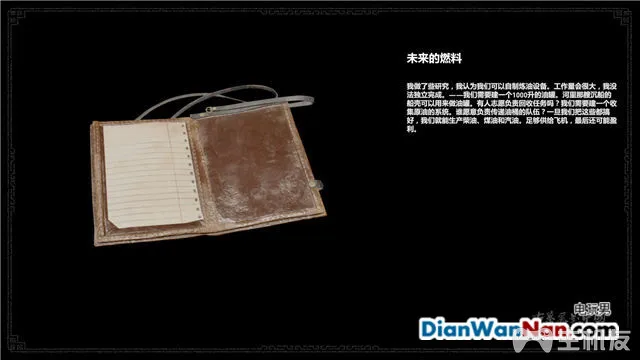 未来的燃料
我做了些研究，我认为我们可以自制炼油设备。工作量会很大，我没
法独立完成。——我们需要建一个1000升的油罐。河里那艘沉船的
船壳可以用来做油罐。有人志愿负责回收任务吗？我们需要建一个收
集原油的系统。谁愿意负责传递油桶的队伍？一旦我们把这些都搞
好，我们就能生产柴油、煤油和汽油，足够供给飞机，最后还可能盈
利。
电玩男
DianWanNan.com